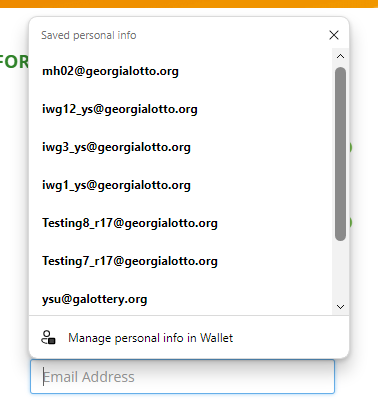 FOR
Saved personal info
mh02@georgialotto.org
iwg12_ys@georgialotto.org
iwg3_ys@georgialotto.org
iwg1_ys@georgialotto.org
Testing8_r17@georgialotto.org
Testing7_r17@georgialotto.org
ysu@galottery.org
Manage personal info in Wallet
Email Address